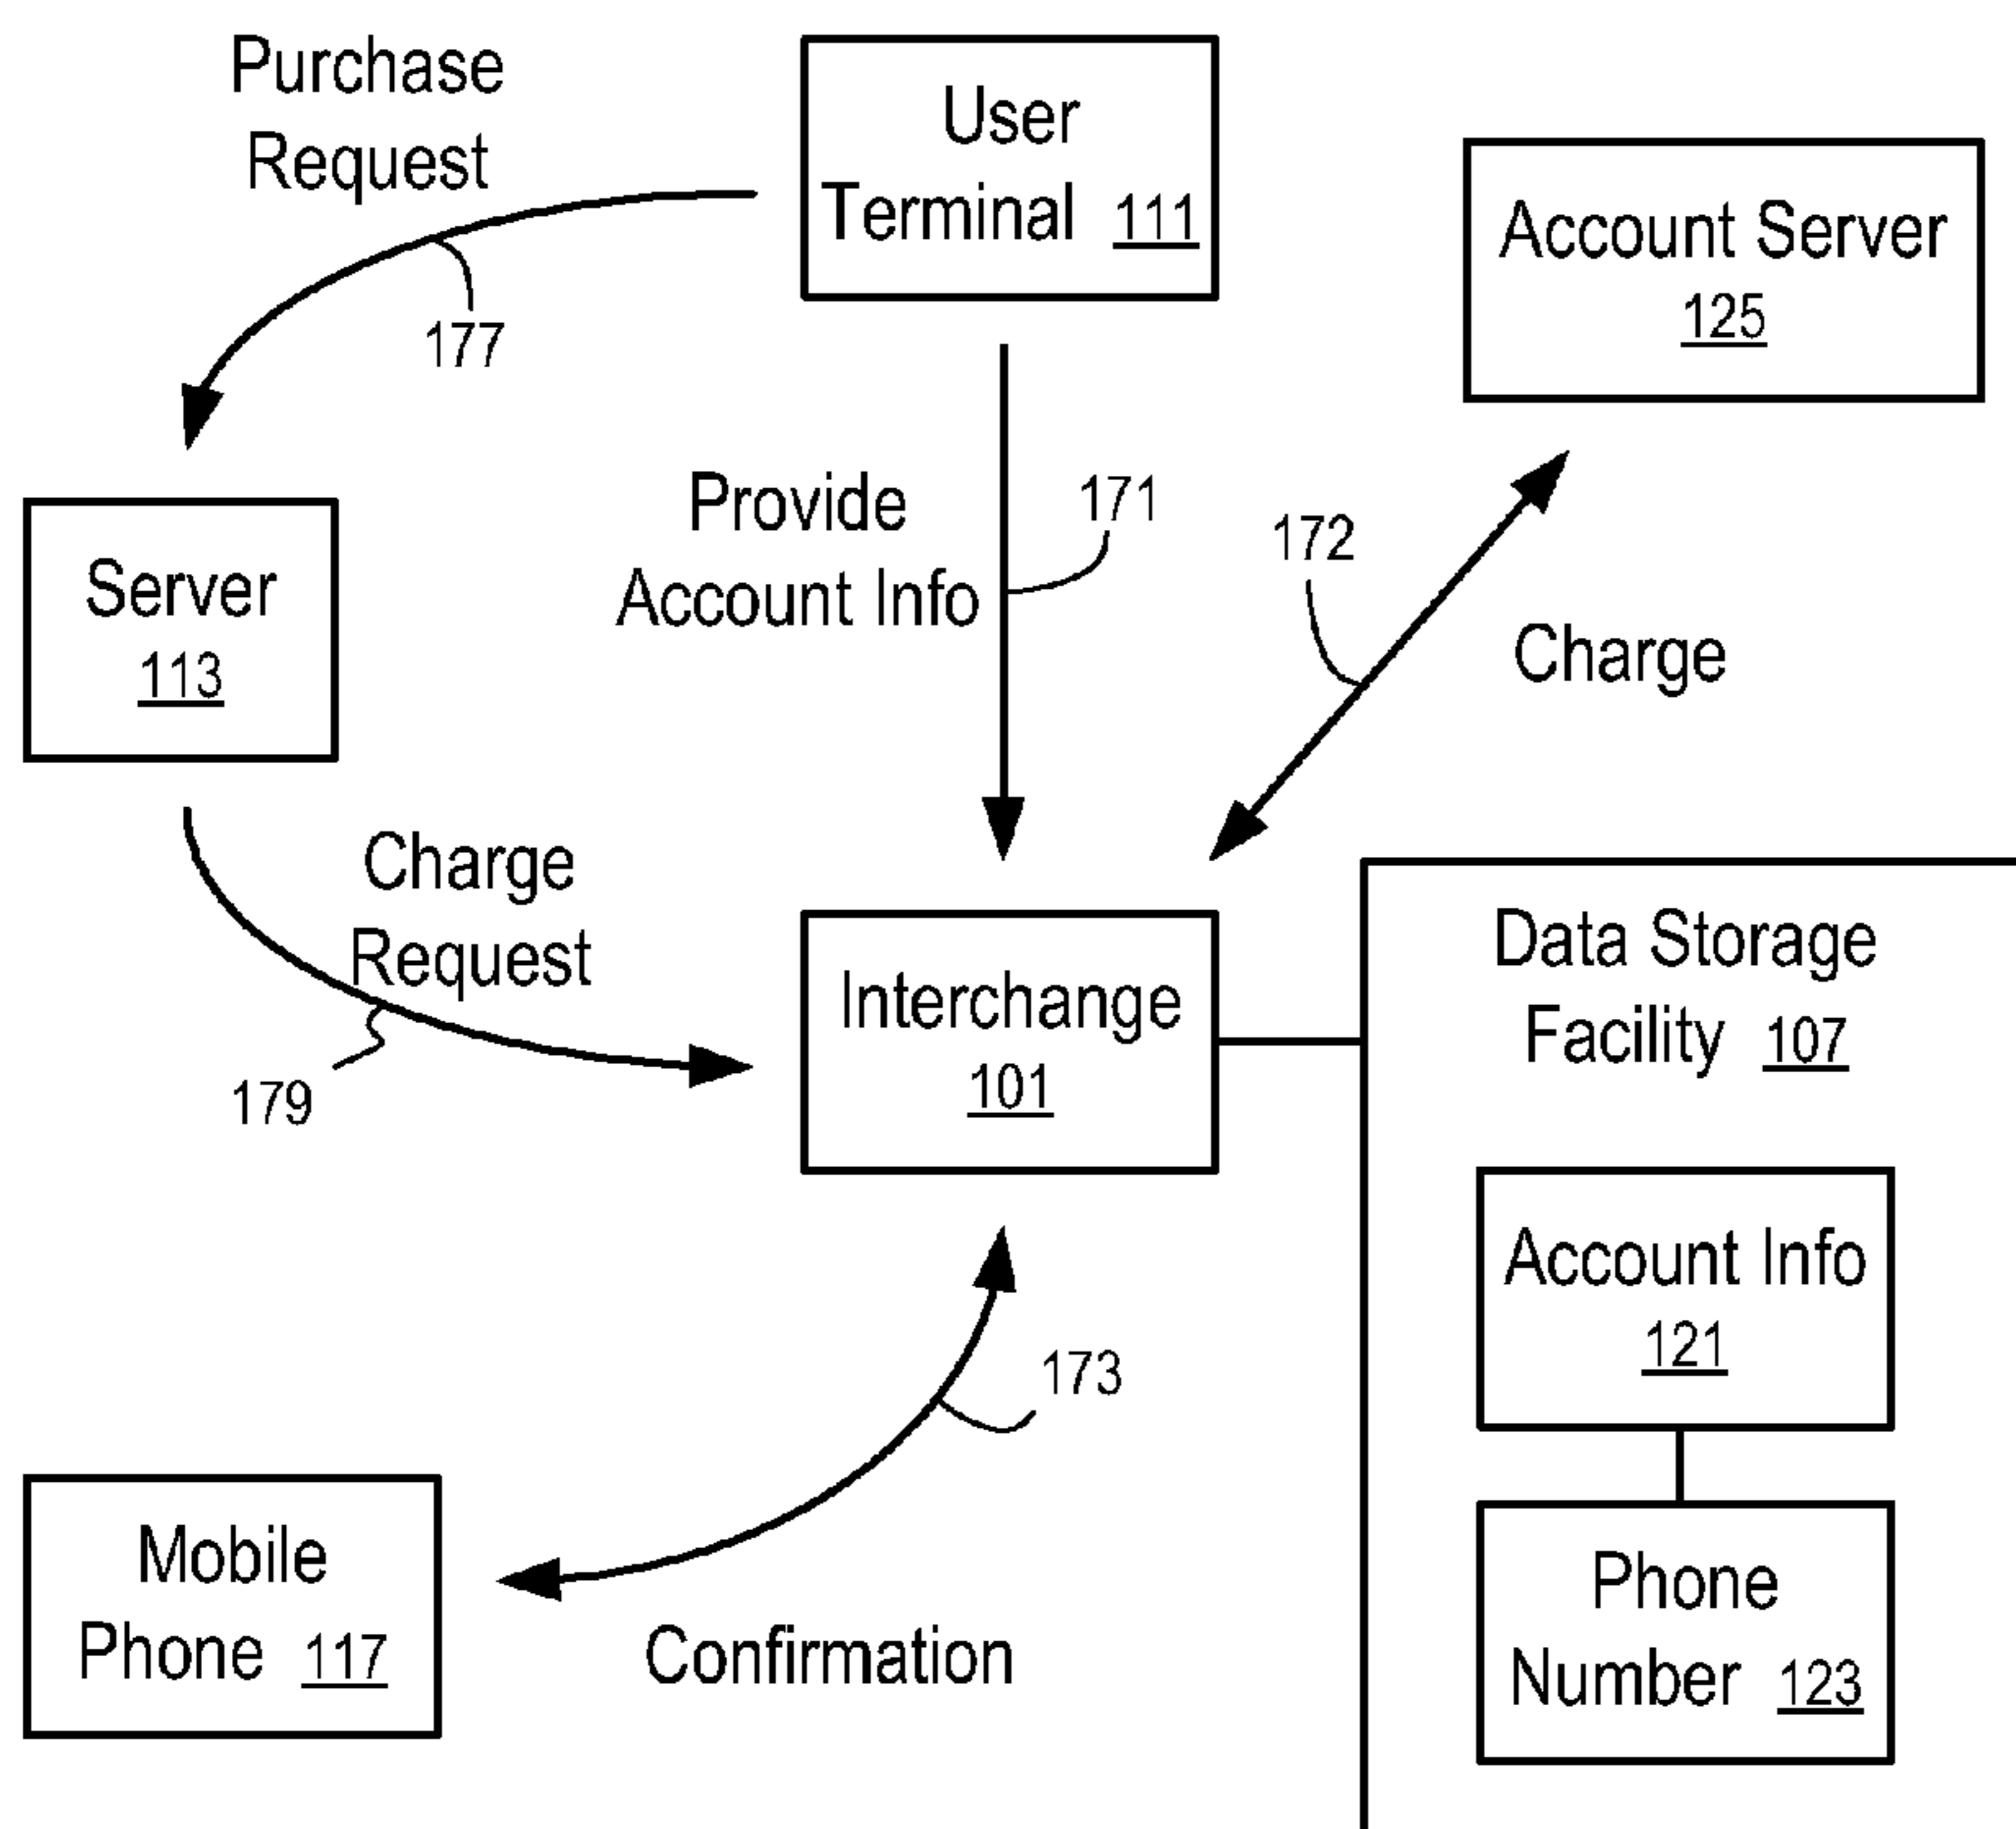 Purchase
Request
177
User
Terminal 111
Account Server
125
Server
113
Provide
Account Info
171
172
Charge
Charge
Request
179
Interchange
101
Data Storage
Facility 107
Account Info
121
Phone
Number 123
173
Mobile
Phone 117
Confirmation